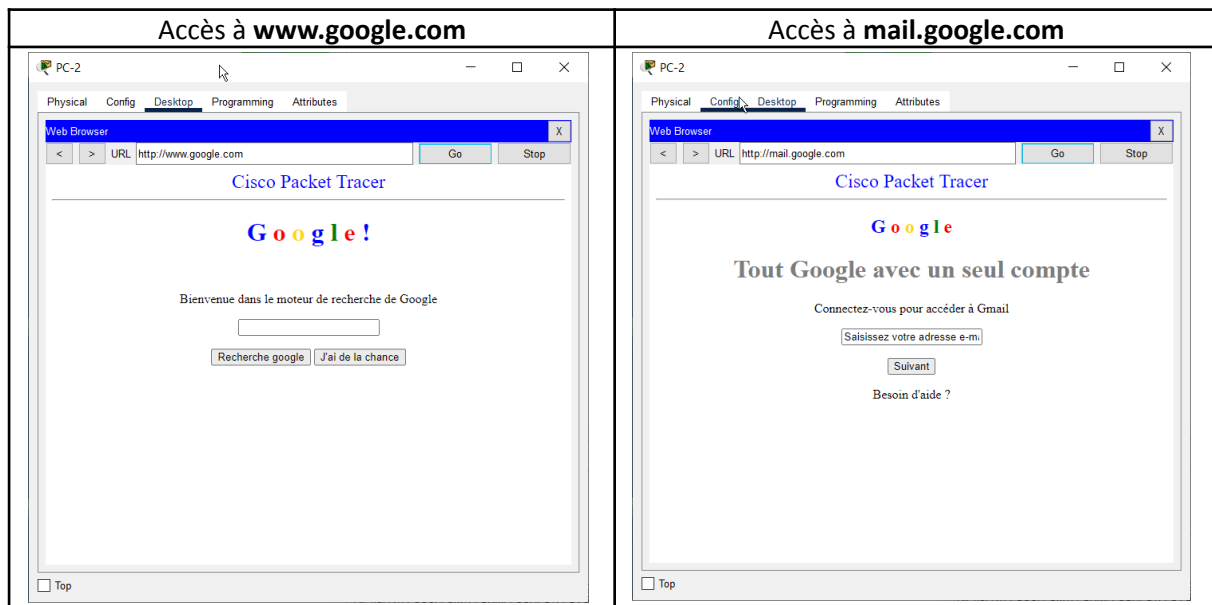 Accès à www.google.com
PC-2
Physical Config Desktop Programming Attributes
Web Browser X
< > URL http://www.google.com Go Stop
Cisco Packet Tracer
Google!
Bienvenue dans le moteur de recherche de Google
Recherche google J'ai de la chance
Top
Accès à mail.google.com
PC-2
Physical Config Desktop Programming Attributes
Web Browser X
< > URL http://mail.google.com Go Stop
Cisco Packet Tracer
Google
Tout Google avec un seul compte
Connectez-vous pour accéder à Gmail
Saisissez votre adresse e-m
Suivant
Besoin d'aide ?
Top